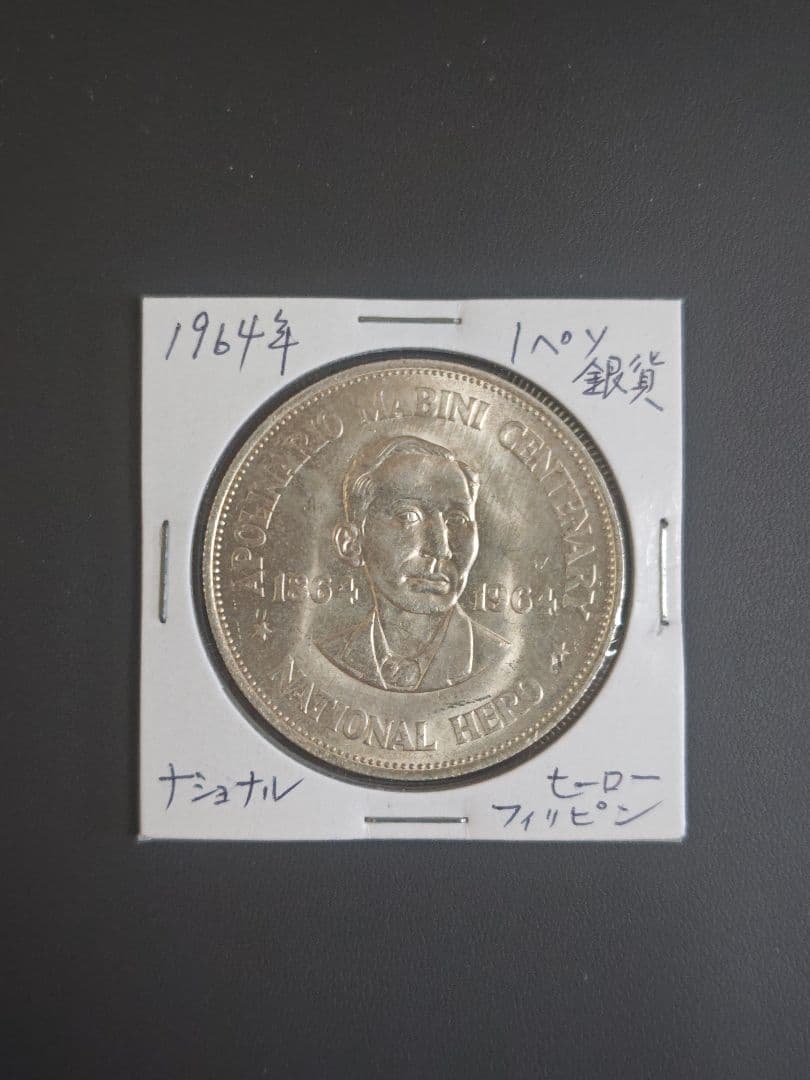 1964年
1ペソ
銀貨
APOLINARIO MABINI CENTENARY
1864 1964
NATIONAL HERO
ナショナル
ヒーロー
フィリピン